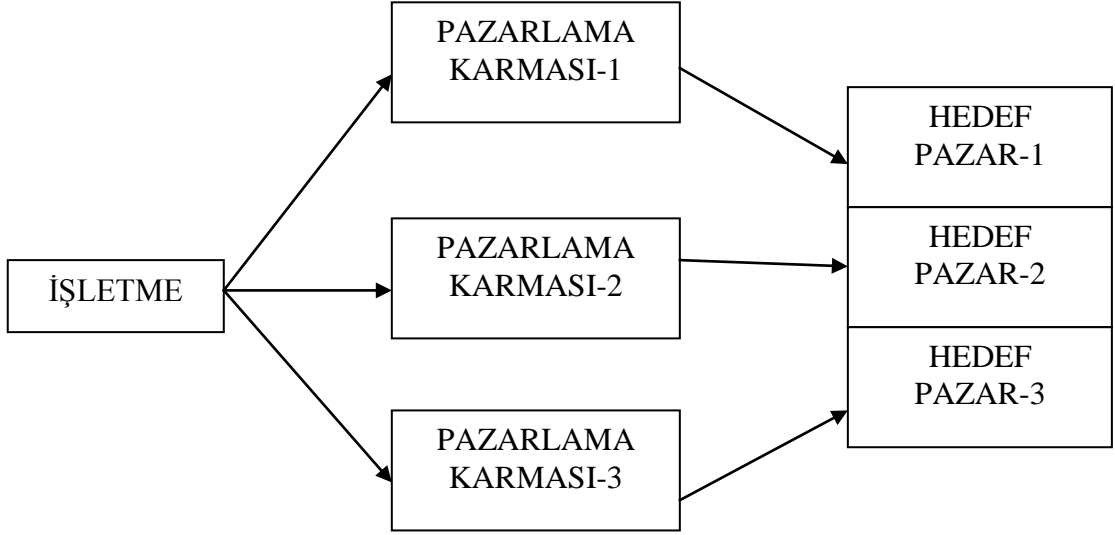 PAZARLAMA
KARMASI-1
HEDEF
PAZAR-1
PAZARLAMA
KARMASI-2
HEDEF
PAZAR-2
İŞLETME
HEDEF
PAZAR-3
PAZARLAMA
KARMASI-3